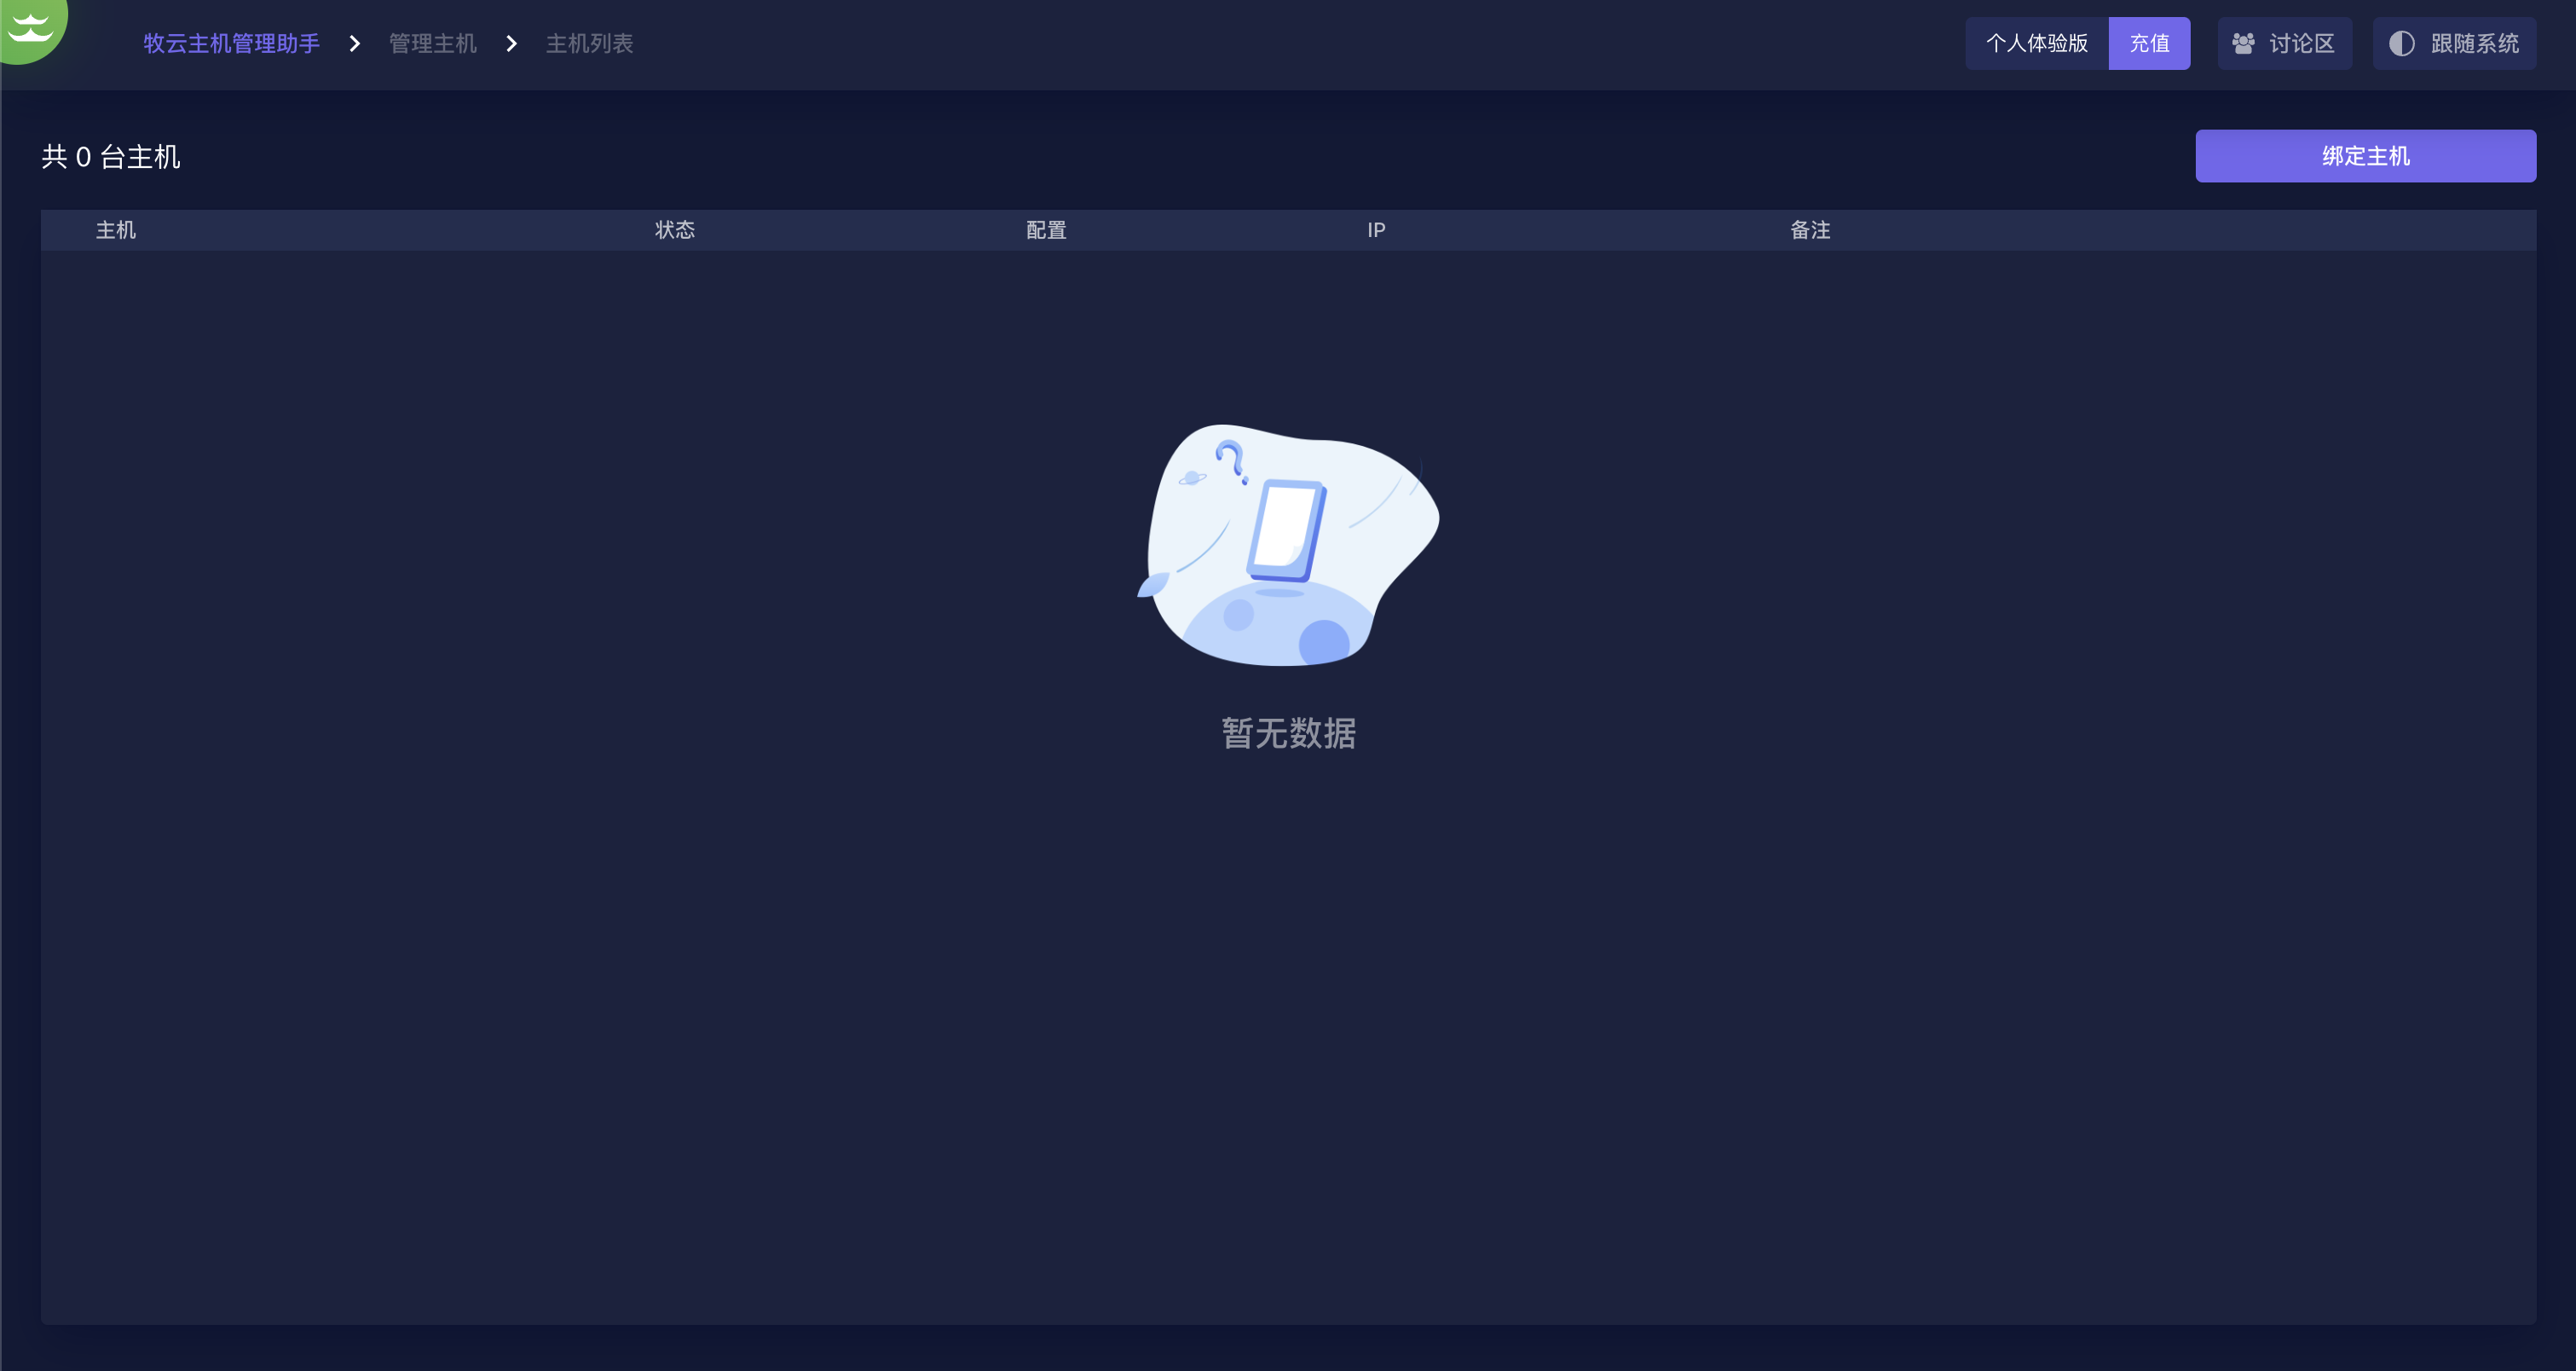 牧云主机管理助手 > 管理主机 > 主机列表
个人体验版 充值 讨论区 跟随系统
共 0 台主机
绑定主机
主机 状态 配置 IP 备注
暂无数据